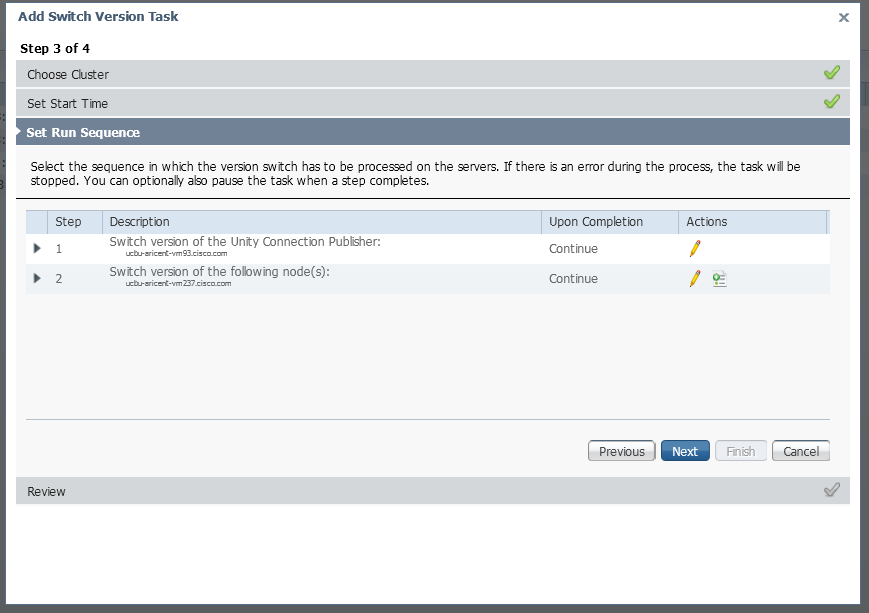 Add Switch Version Task
Step 3 of 4
Choose Cluster
Set Start Time
Set Run Sequence
Select the sequence in which the version switch has to be processed on the servers. If there is an error during the process, the task will be
stopped. You can optionally also pause the task when a step completes.
Step Description Upon Completion Actions
1 Switch version of the Unity Connection Publisher: Continue
ucbu-aricent-vm93.cisco.com
2 Switch version of the following node(s): Continue
ucbu-aricent-vm237.cisco.com
Previous Next Finish Cancel
Review